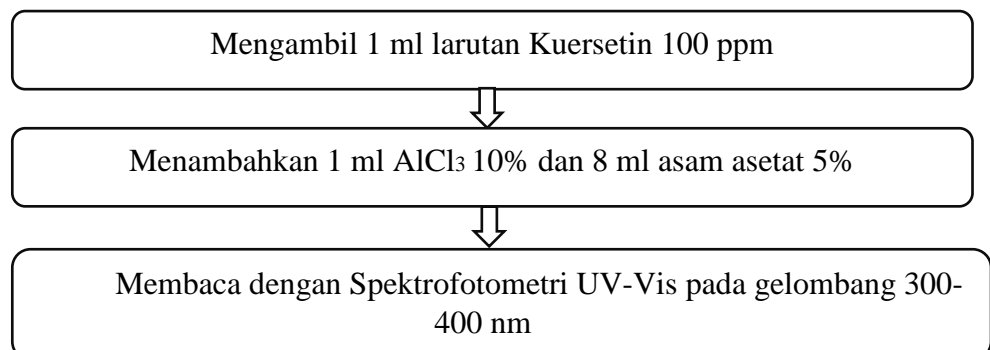 Mengambil 1 ml larutan Kuersetin 100 ppm
Menambahkan 1 ml AlCl₃ 10% dan 8 ml asam asetat 5%
Membaca dengan Spektrofotometri UV-Vis pada gelombang 300-
400 nm